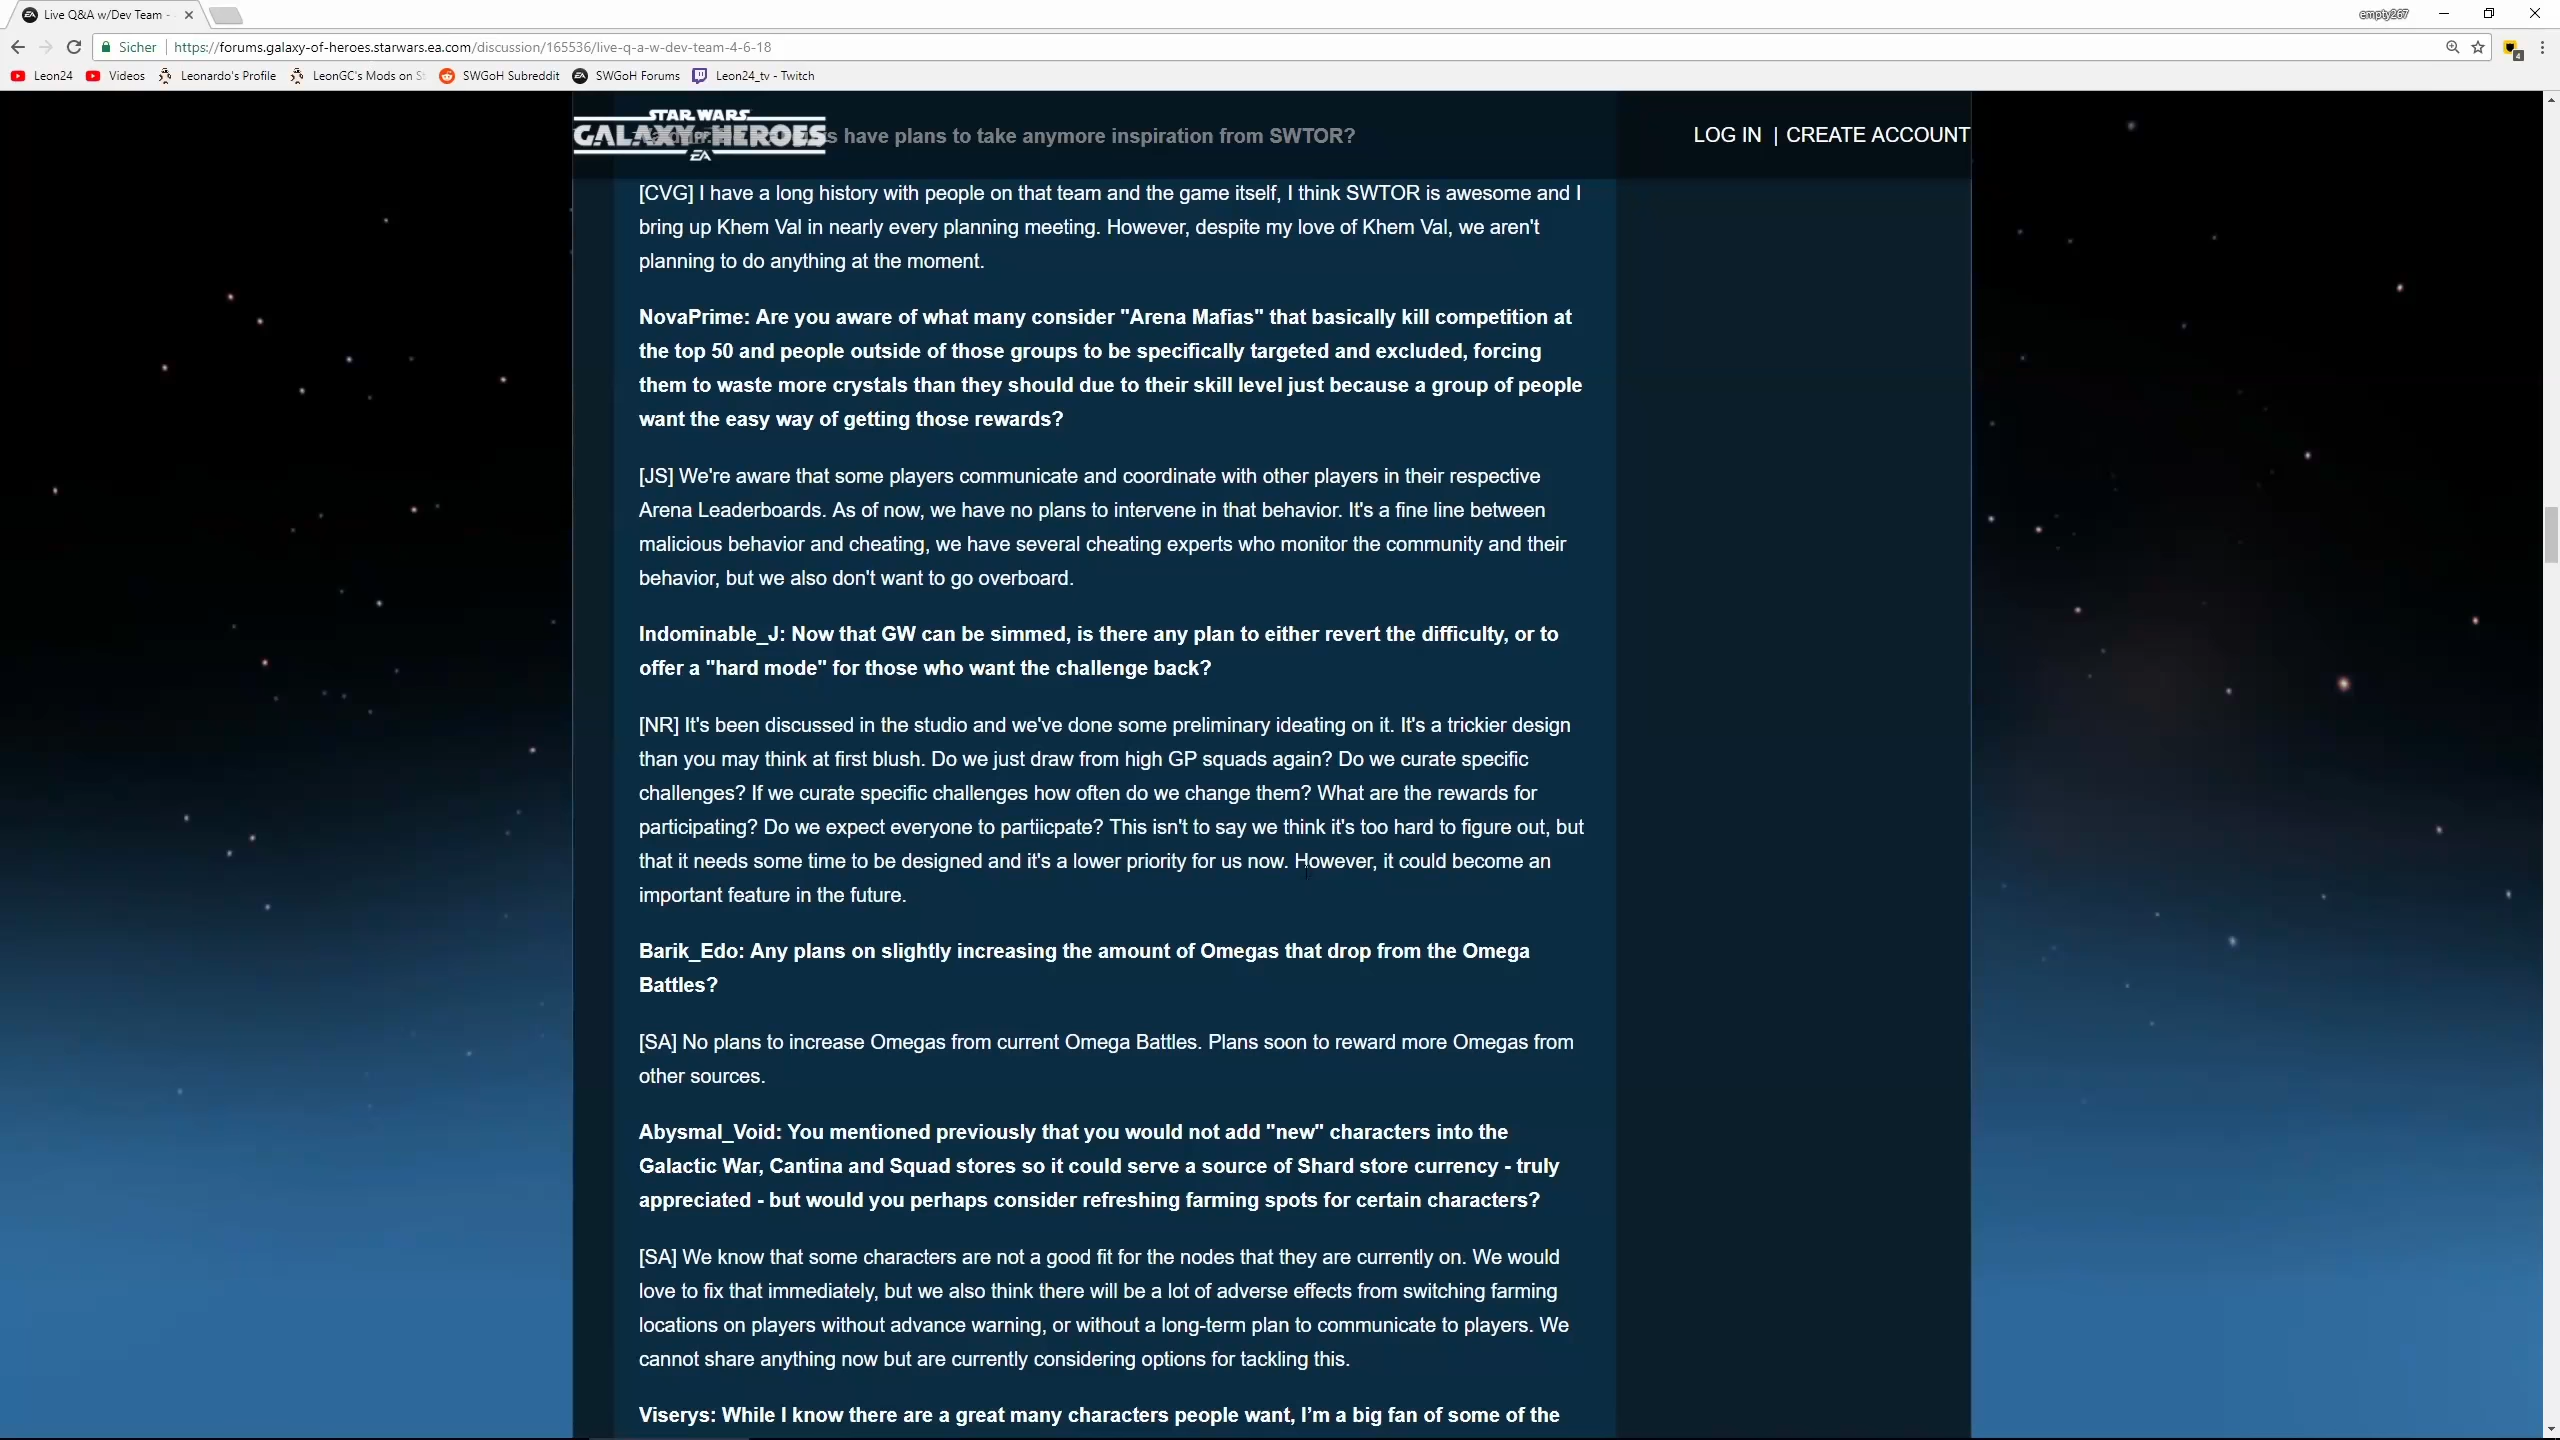 Live Q&A w/Dev Team -
empty267
Sicher | https://forums.galaxy-of-heroes.starwars.ea.com/discussion/165536/live-q-a-w-dev-team-4-6-18
4
Leon24 Videos Leonardo's Profile LeonGC's Mods on S SWGoH Subreddit SWGoH Forums Leon24_tv - Twitch
STAR WARS
GALAXY OF HEROES
EA
have plans to take anymore inspiration from SWTOR?
LOG IN | CREATE ACCOUNT
[CVG] I have a long history with people on that team and the game itself, I think SWTOR is awesome and I
bring up Khem Val in nearly every planning meeting. However, despite my love of Khem Val, we aren't
planning to do anything at the moment.
NovaPrime: Are you aware of what many consider "Arena Mafias" that basically kill competition at
the top 50 and people outside of those groups to be specifically targeted and excluded, forcing
them to waste more crystals than they should due to their skill level just because a group of people
want the easy way of getting those rewards?
[JS] We're aware that some players communicate and coordinate with other players in their respective
Arena Leaderboards. As of now, we have no plans to intervene in that behavior. It's a fine line between
malicious behavior and cheating, we have several cheating experts who monitor the community and their
behavior, but we also don't want to go overboard.
Indominable_J: Now that GW can be simmed, is there any plan to either revert the difficulty, or to
offer a "hard mode" for those who want the challenge back?
[NR] It's been discussed in the studio and we've done some preliminary ideating on it. It's a trickier design
than you may think at first blush. Do we just draw from high GP squads again? Do we curate specific
challenges? If we curate specific challenges how often do we change them? What are the rewards for
participating? Do we expect everyone to partiicpate? This isn't to say we think it's too hard to figure out, but
that it needs some time to be designed and it's a lower priority for us now. However, it could become an
important feature in the future.
Barik_Edo: Any plans on slightly increasing the amount of Omegas that drop from the Omega
Battles?
[SA] No plans to increase Omegas from current Omega Battles. Plans soon to reward more Omegas from
other sources.
Abysmal_Void: You mentioned previously that you would not add "new" characters into the
Galactic War, Cantina and Squad stores so it could serve a source of Shard store currency - truly
appreciated - but would you perhaps consider refreshing farming spots for certain characters?
[SA] We know that some characters are not a good fit for the nodes that they are currently on. We would
love to fix that immediately, but we also think there will be a lot of adverse effects from switching farming
locations on players without advance warning, or without a long-term plan to communicate to players. We
cannot share anything now but are currently considering options for tackling this.
Viserys: While I know there are a great many characters people want, I’m a big fan of some of the